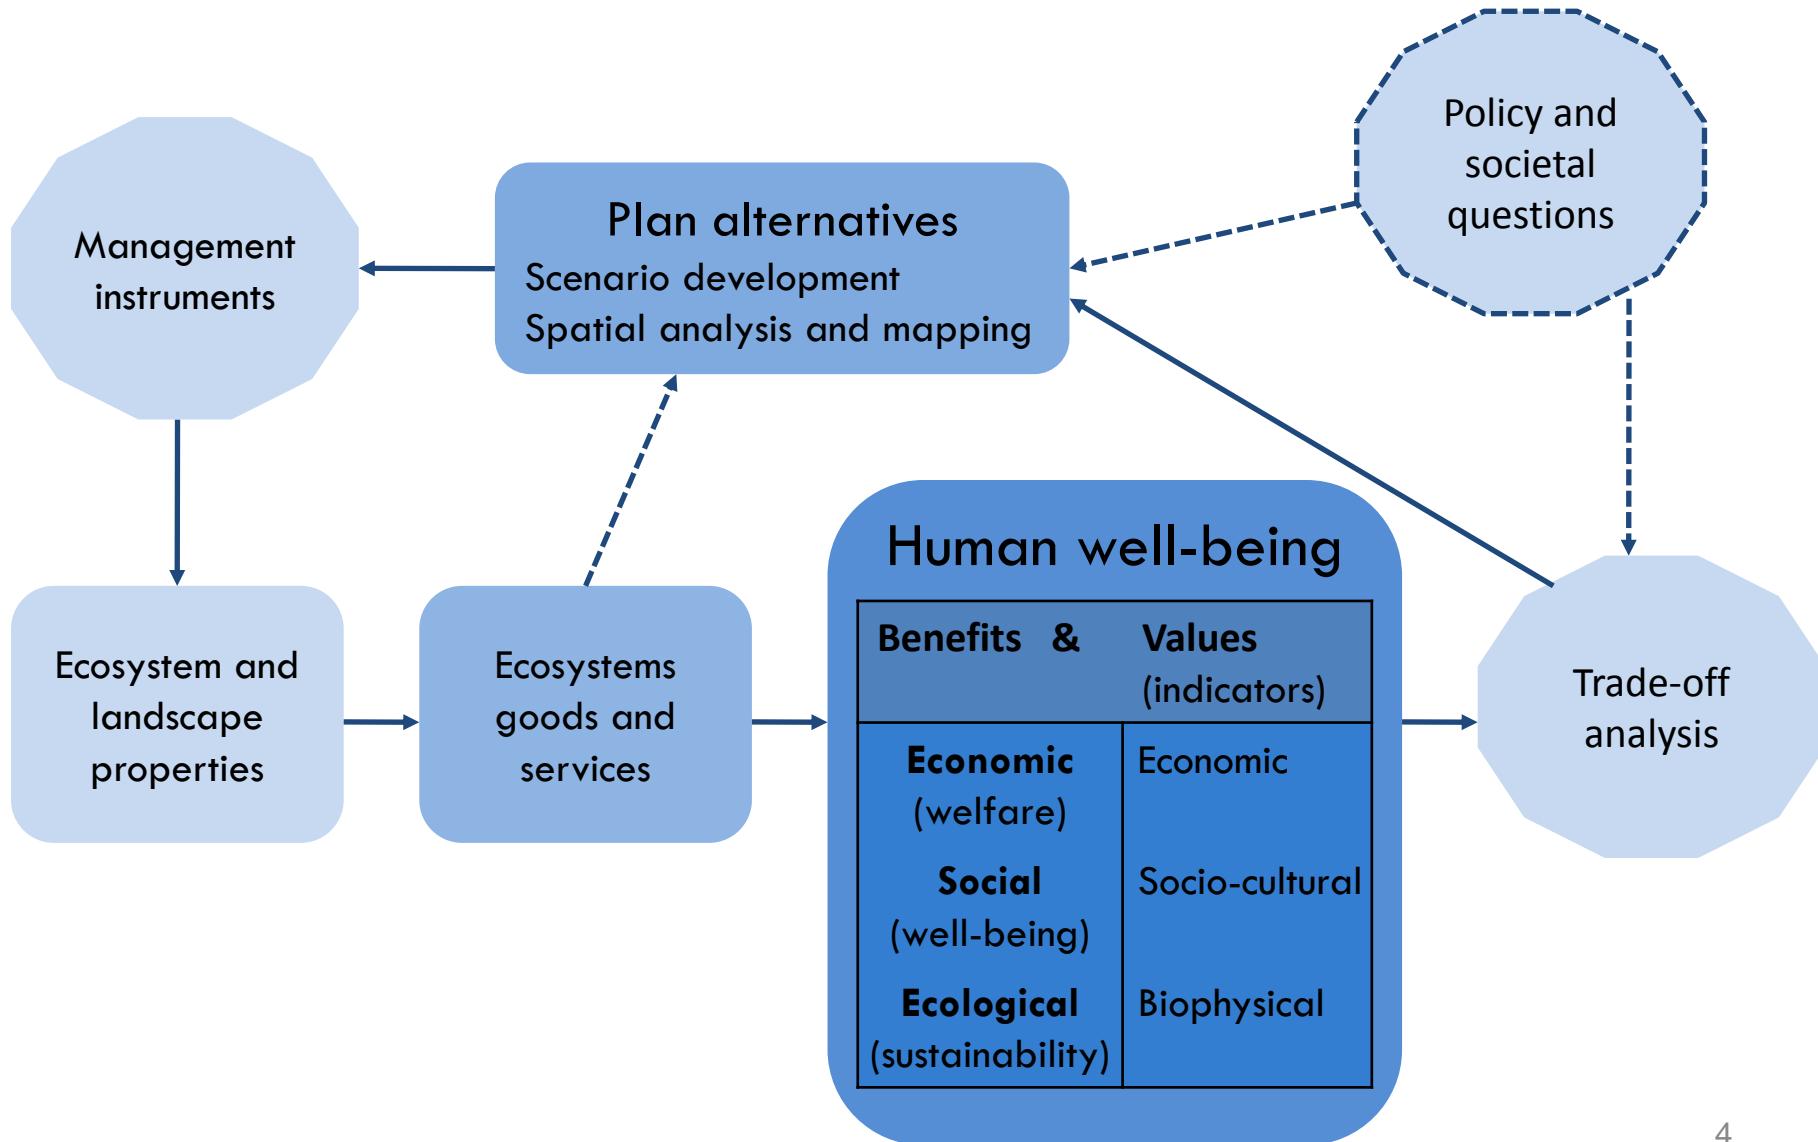 Policy and
societal
questions
Management
instruments
Plan alternatives
Scenario development
Spatial analysis and mapping
Ecosystem and
landscape
properties
Ecosystems
goods and
services
Human well-being
Benefits & Values
(indicators)
Economic Economic
(welfare)
Social Socio-cultural
(well-being)
Ecological Biophysical
(sustainability)
Trade-off
analysis
4